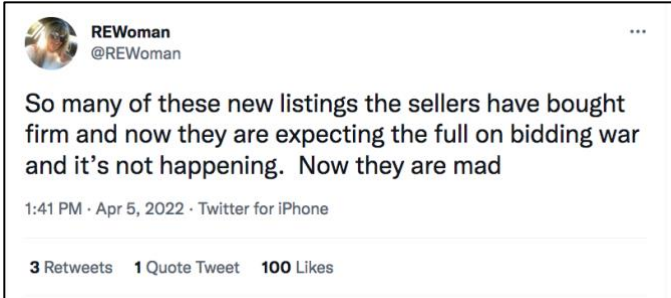 REWoman
@REWoman
So many of these new listings the sellers have bought
firm and now they are expecting the full on bidding war
and it’s not happening.  Now they are mad
1:41 PM · Apr 5, 2022 · Twitter for iPhone
3 Retweets 1 Quote Tweet 100 Likes